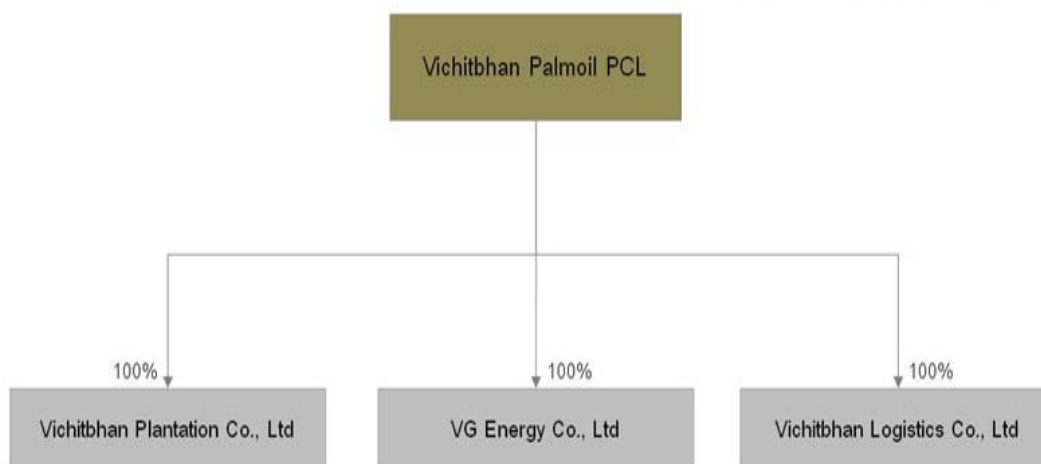 Vichitbhan Palmoil PCL
100%
100%
100%
Vichitbhan Plantation Co., Ltd
VG Energy Co., Ltd
Vichitbhan Logistics Co., Ltd